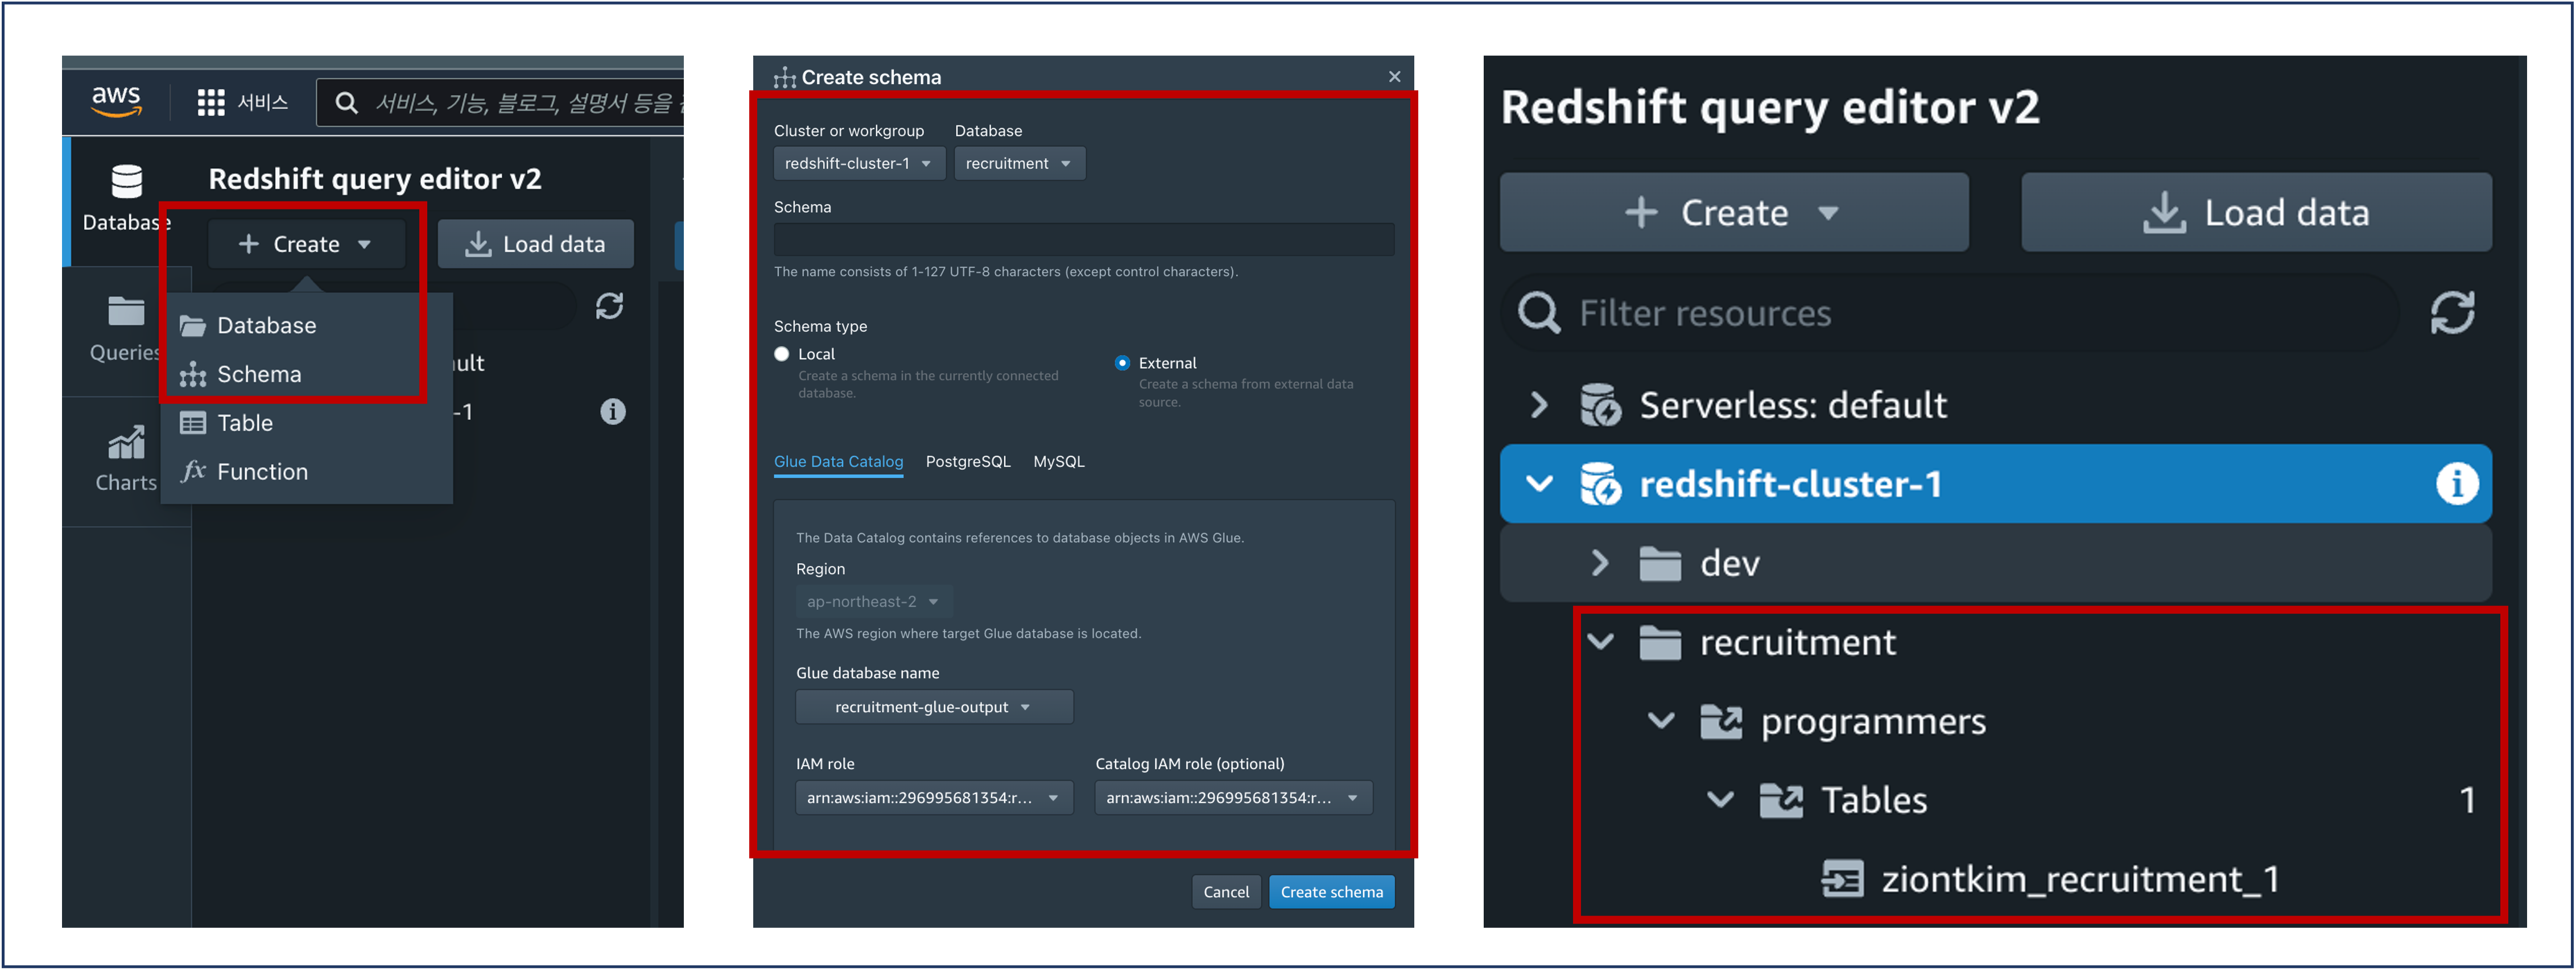 aws
서비스
서비스, 기능, 블로그, 설명서 등을
Redshift query editor v2
Database
Create
Load data
Database
Queries
Schema
ult
Table
-1
Charts
Function
Create schema
Cluster or workgroup
Database
redshift-cluster-1
recruitment
Schema
The name consists of 1-127 UTF-8 characters (except control characters).
Schema type
Local
Create a schema in the currently connected
database.
External
Create a schema from external data
source.
Glue Data Catalog
PostgreSQL
MySQL
The Data Catalog contains references to database objects in AWS Glue.
Region
ap-northeast-2
The AWS region where target Glue database is located.
Glue database name
recruitment-glue-output
IAM role
Catalog IAM role (optional)
arn:aws:iam::296995681354:r...
arn:aws:iam::296995681354:r...
Cancel
Create schema
Redshift query editor v2
Create
Load data
Filter resources
Serverless: default
redshift-cluster-1
dev
recruitment
programmers
Tables
1
ziontkim_recruitment_1